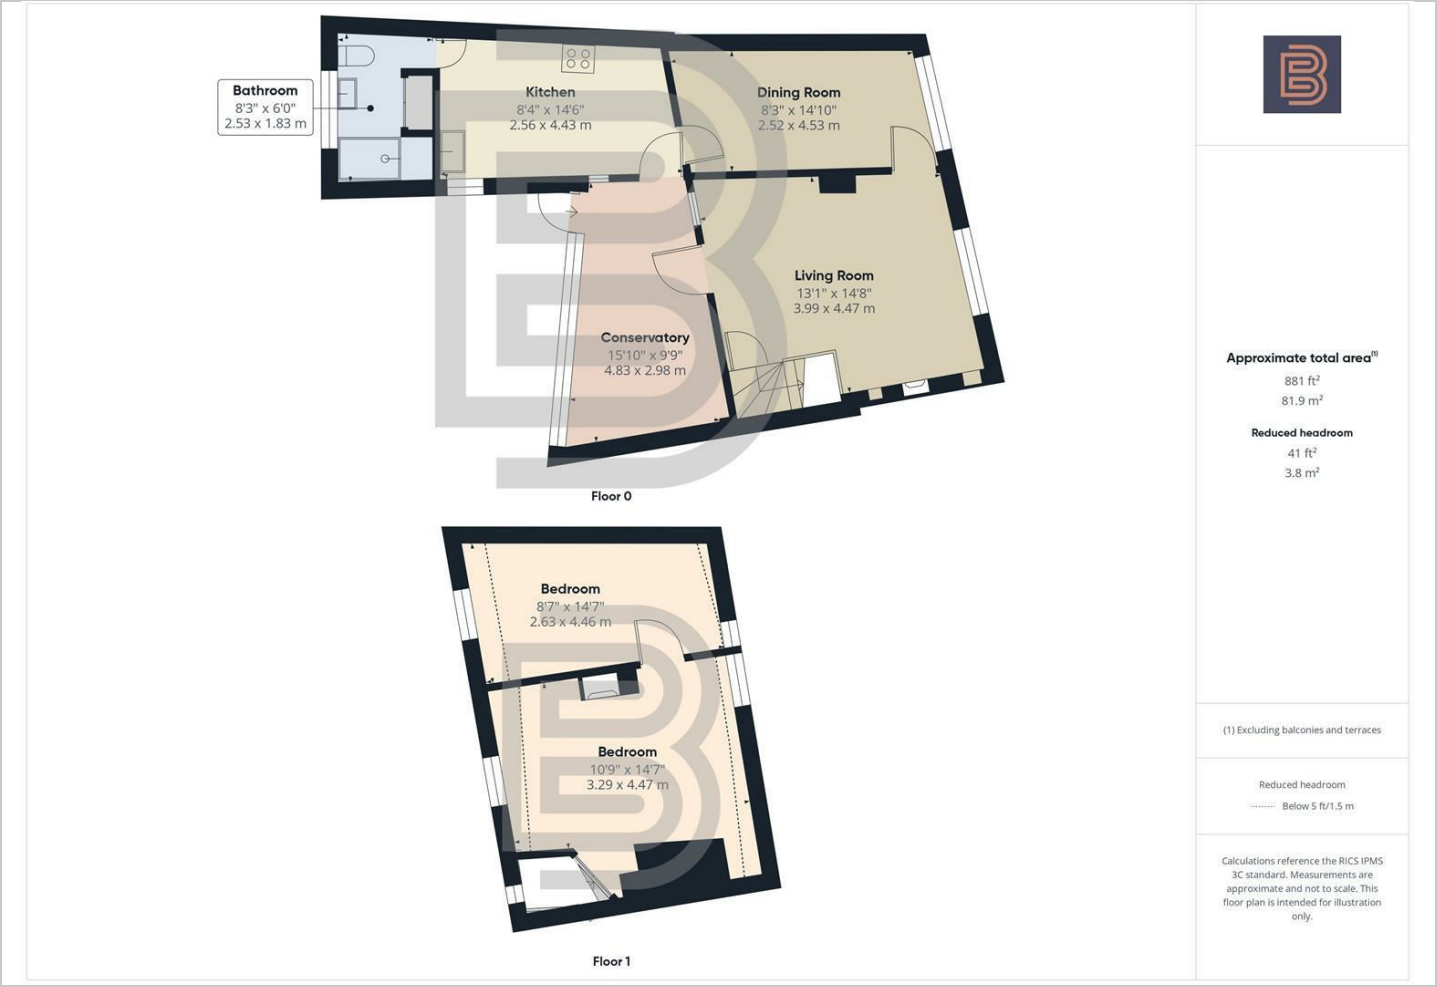 Bathroom
8'3" x 6'0"
2.53 x 1.83 m
Kitchen
8'4" x 14'6"
2.56 x 4.43 m
Dining Room
8'3" x 14'10"
2.52 x 4.53 m
Living Room
13'1" x 14'8"
3.99 x 4.47 m
Conservatory
15'10" x 9'9"
4.83 x 2.98 m
Floor 0
Bedroom
8'7" x 14'7"
2.63 x 4.46 m
Bedroom
10'9" x 14'7"
3.29 x 4.47 m
Floor 1
B
Approximate total area(1)
881 ft²
81.9 m²
Reduced headroom
41 ft²
3.8 m²
(1) Excluding balconies and terraces
Reduced headroom
Below 5 ft/1.5 m
Calculations reference the RICS IPMS
3C standard. Measurements are
approximate and not to scale. This
floor plan is intended for illustration
only.